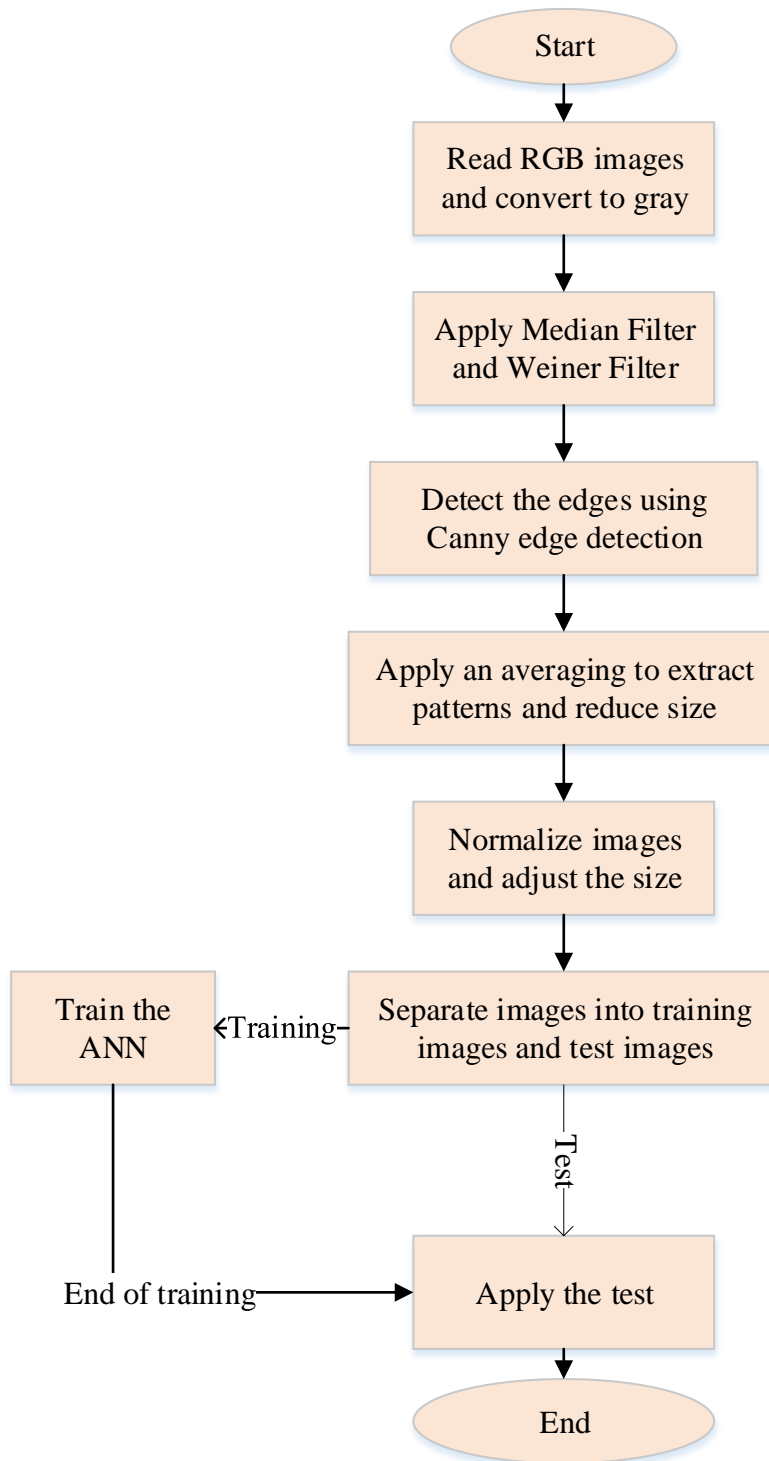 Start
Read RGB images
and convert to gray
Apply Median Filter
and Weiner Filter
Detect the edges using
Canny edge detection
Apply an averaging to extract
patterns and reduce size
Normalize images
and adjust the size
Train the
ANN
Training
Separate images into training
images and test images
Test
End of training
Apply the test
End